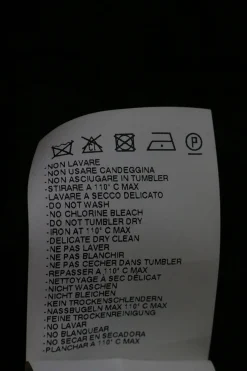 P
-NON LAVARE
-NON USARE CANDEGGINA
-NON ASCIUGARE IN TUMBLER
-STIRARE A 110° C MAX
-LAVARE A SECCO DELICATO
-DO NOT WASH
-NO CHLORINE BLEACH
-DO NOT TUMBLE DRY
-IRON AT 110° C MAX
-DELICATE DRY CLEAN
-NE PAS LAVER
-NE PAS BLANCHIR
-NE PAS CECHER DANS TUMBLER
-REPASSER A 110° C MAX
-NETTOYAGE A SEC DELICAT
-NICHT WASCHEN
-NICHT BLEICHEN
-KEIN TROCKENSCHLENDERN
-NASSBUGELN MAX 110° C MAX
-FEINE TROCKENREINIGUNG
-NO LAVAR
-NO BLANQUEAR
-NO SECAR EN SECADORA
-PLANCHAR A 110° C MAX